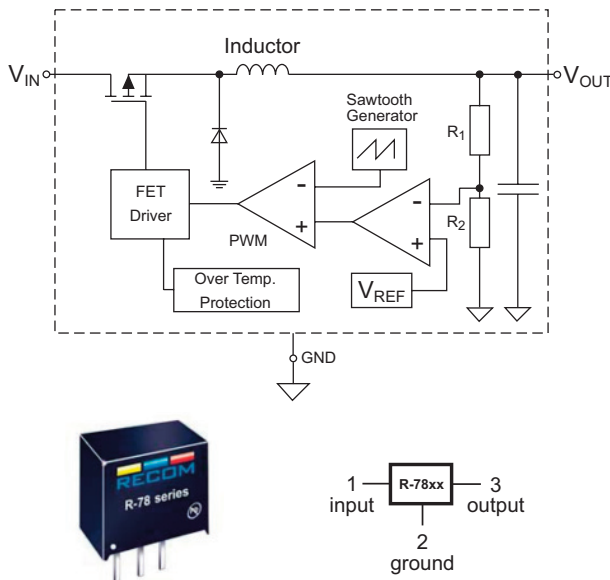 Inductor
VIN
VOUT
Sawtooth
Generator
R1
FET
Driver
-
+
PWM
-
+
R2
Over Temp.
Protection
VREF
GND
RECOM
R-78 series
1
input
R-78xx
3
output
2
ground